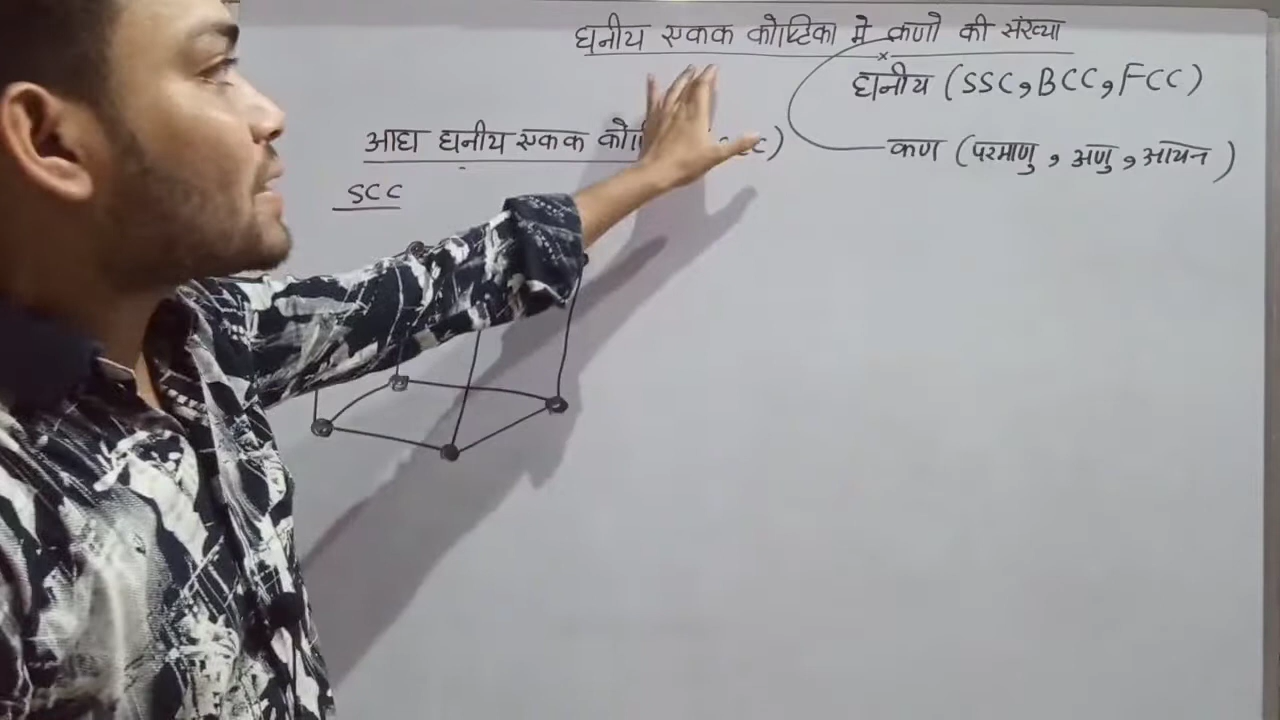 घनीय एकक कोष्टिका मे कणो की संख्या
घनीय (SSC, BCC, FCC)
आद्य घनीय एकक
कण (परमाणु, अणु, आयन)
SCC